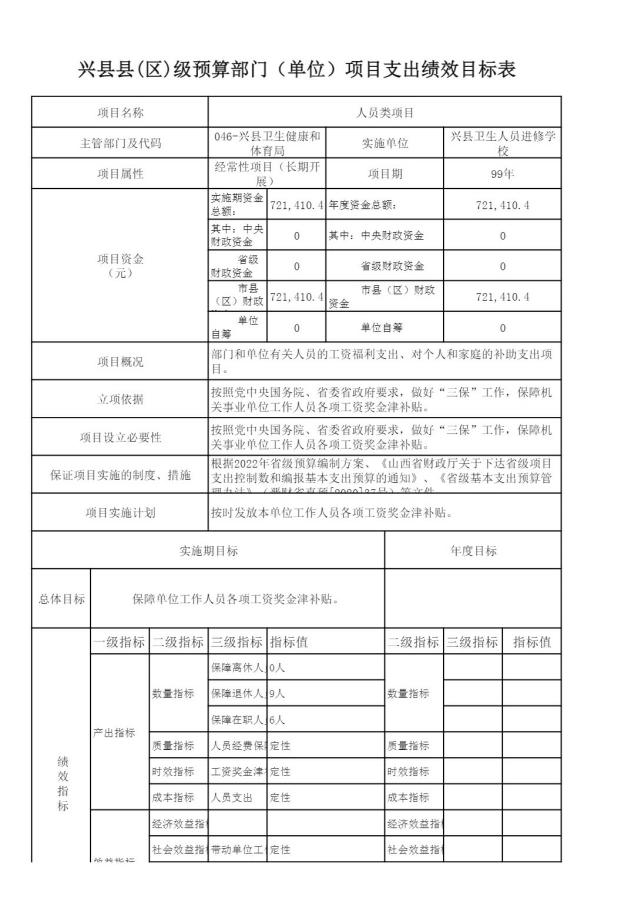 兴县县(区)级预算部门（单位）项目支出绩效目标表
项目名称 人员类项目
主管部门及代码 046-兴县卫生健康和体育局 实施单位 兴县卫生人员进修学校
项目属性 经常性项目（长期开展） 项目期 99年
项目资金（元） 实施期资金总额： 721,410.4 年度资金总额： 721,410.4
其中：中央财政资金 0 其中：中央财政资金 0
省级财政资金 0 省级财政资金 0
市县（区）财政 721,410.4 市县（区）财政资金 721,410.4
单位自筹 0 单位自筹 0
项目概况 部门和单位有关人员的工资福利支出、对个人和家庭的补助支出项目。
立项依据 按照党中央国务院、省委省政府要求，做好“三保”工作，保障机关事业单位工作人员各项工资奖金津补贴。
项目设立必要性 按照党中央国务院、省委省政府要求，做好“三保”工作，保障机关事业单位工作人员各项工资奖金津补贴。
保证项目实施的制度、措施 根据2022年省级预算编制方案、《山西省财政厅关于下达省级项目支出控制数和编报基本支出预算的通知》、《省级基本支出预算管理办法》
项目实施计划 按时发放本单位工作人员各项工资奖金津补贴。
实施期目标 年度目标
总体目标 保障单位工作人员各项工资奖金津补贴。
绩效指标 一级指标 二级指标 三级指标 指标值 二级指标 三级指标 指标值
产出指标 数量指标 保障离休人 0人 数量指标
保障退休人 9人
保障在职人 6人
质量指标 人员经费保 定性 质量指标
时效指标 工资奖金津 定性 时效指标
成本指标 人员支出 定性 成本指标
经济效益指 经济效益指
社会效益指 带动单位工 定性 社会效益指